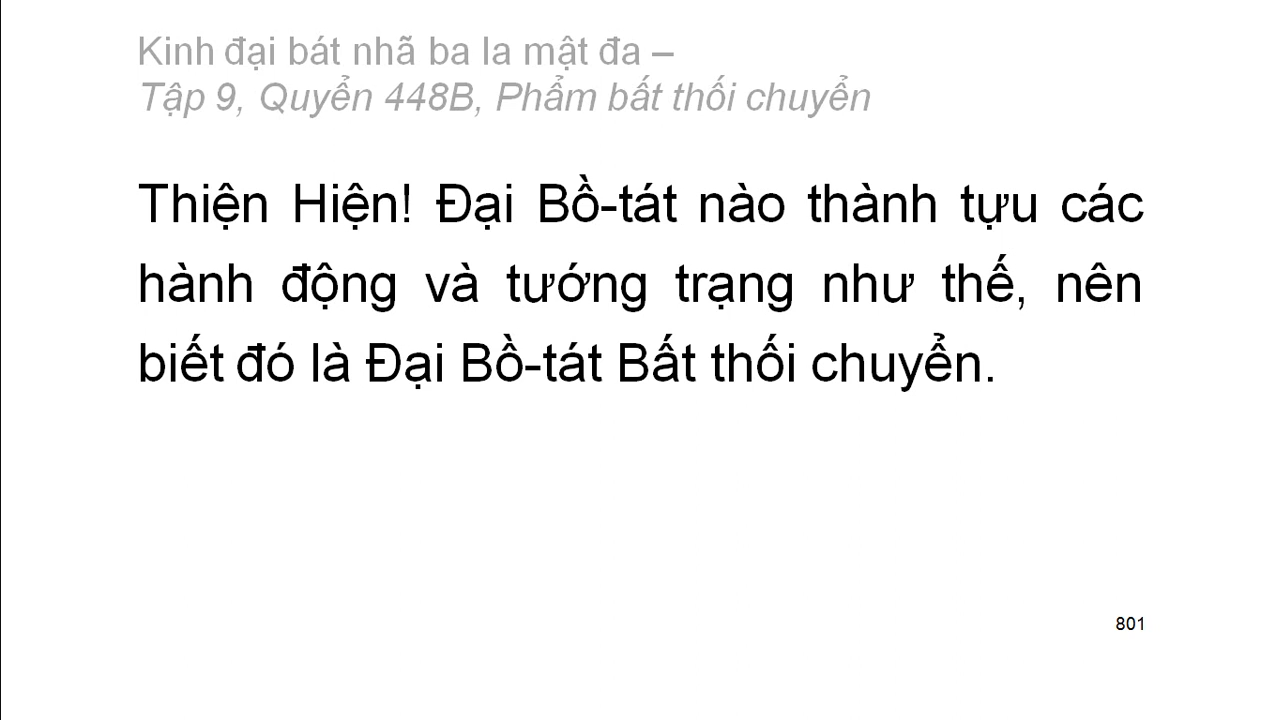 Kinh đại bát nhã ba la mật đa –
Tập 9, Quyển 448B, Phẩm bất thối chuyển
Thiện Hiện! Đại Bồ-tát nào thành tựu các
hành động và tướng trạng như thế, nên
biết đó là Đại Bồ-tát Bất thối chuyển.
801